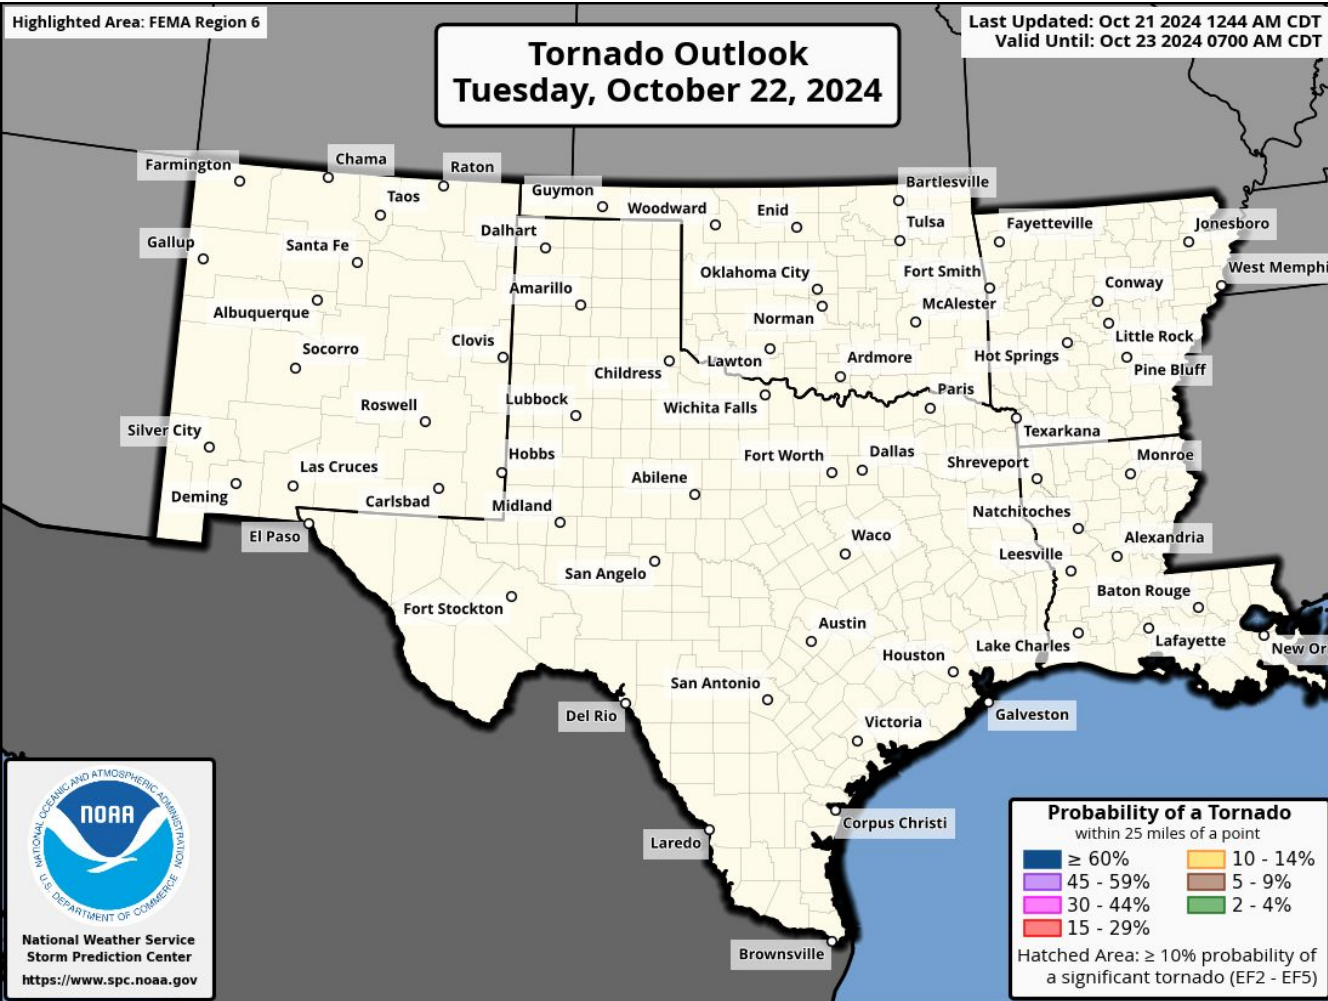 Highlighted Area: FEMA Region 6
Last Updated: Oct 21 2024 1244 AM CDT
Valid Until: Oct 23 2024 0700 AM CDT
Tornado Outlook
Tuesday, October 22, 2024
Farmington
Chama
Raton
Taos
Guymon
Woodward
Enid
Bartlesville
Tulsa
Fayetteville
Jonesboro
Gallup
Santa Fe
Dalhart
Oklahoma City
Fort Smith
West Memphi
Albuquerque
Amarillo
Norman
McAlester
Conway
Socorro
Clovis
Childress
Lawton
Ardmore
Hot Springs
Little Rock
Pine Bluff
Roswell
Lubbock
Wichita Falls
Paris
Texarkana
Silver City
Las Cruces
Hobbs
Abilene
Fort Worth
Dallas
Shreveport
Monroe
Deming
Carlsbad
Midland
Natchitoches
El Paso
San Angelo
Waco
Leesville
Alexandria
Fort Stockton
Austin
Baton Rouge
Houston
Lake Charles
Lafayette
New Or
San Antonio
Del Rio
Victoria
Galveston
Laredo
Corpus Christi
Brownsville
NATIONAL OCEANIC AND ATMOSPHERIC ADMINISTRATION
NOAA
U.S. DEPARTMENT OF COMMERCE
National Weather Service
Storm Prediction Center
https://www.spc.noaa.gov
Probability of a Tornado
within 25 miles of a point
≥ 60%
45 - 59%
30 - 44%
15 - 29%
10 - 14%
5 - 9%
2 - 4%
Hatched Area: ≥ 10% probability of
a significant tornado (EF2 - EF5)